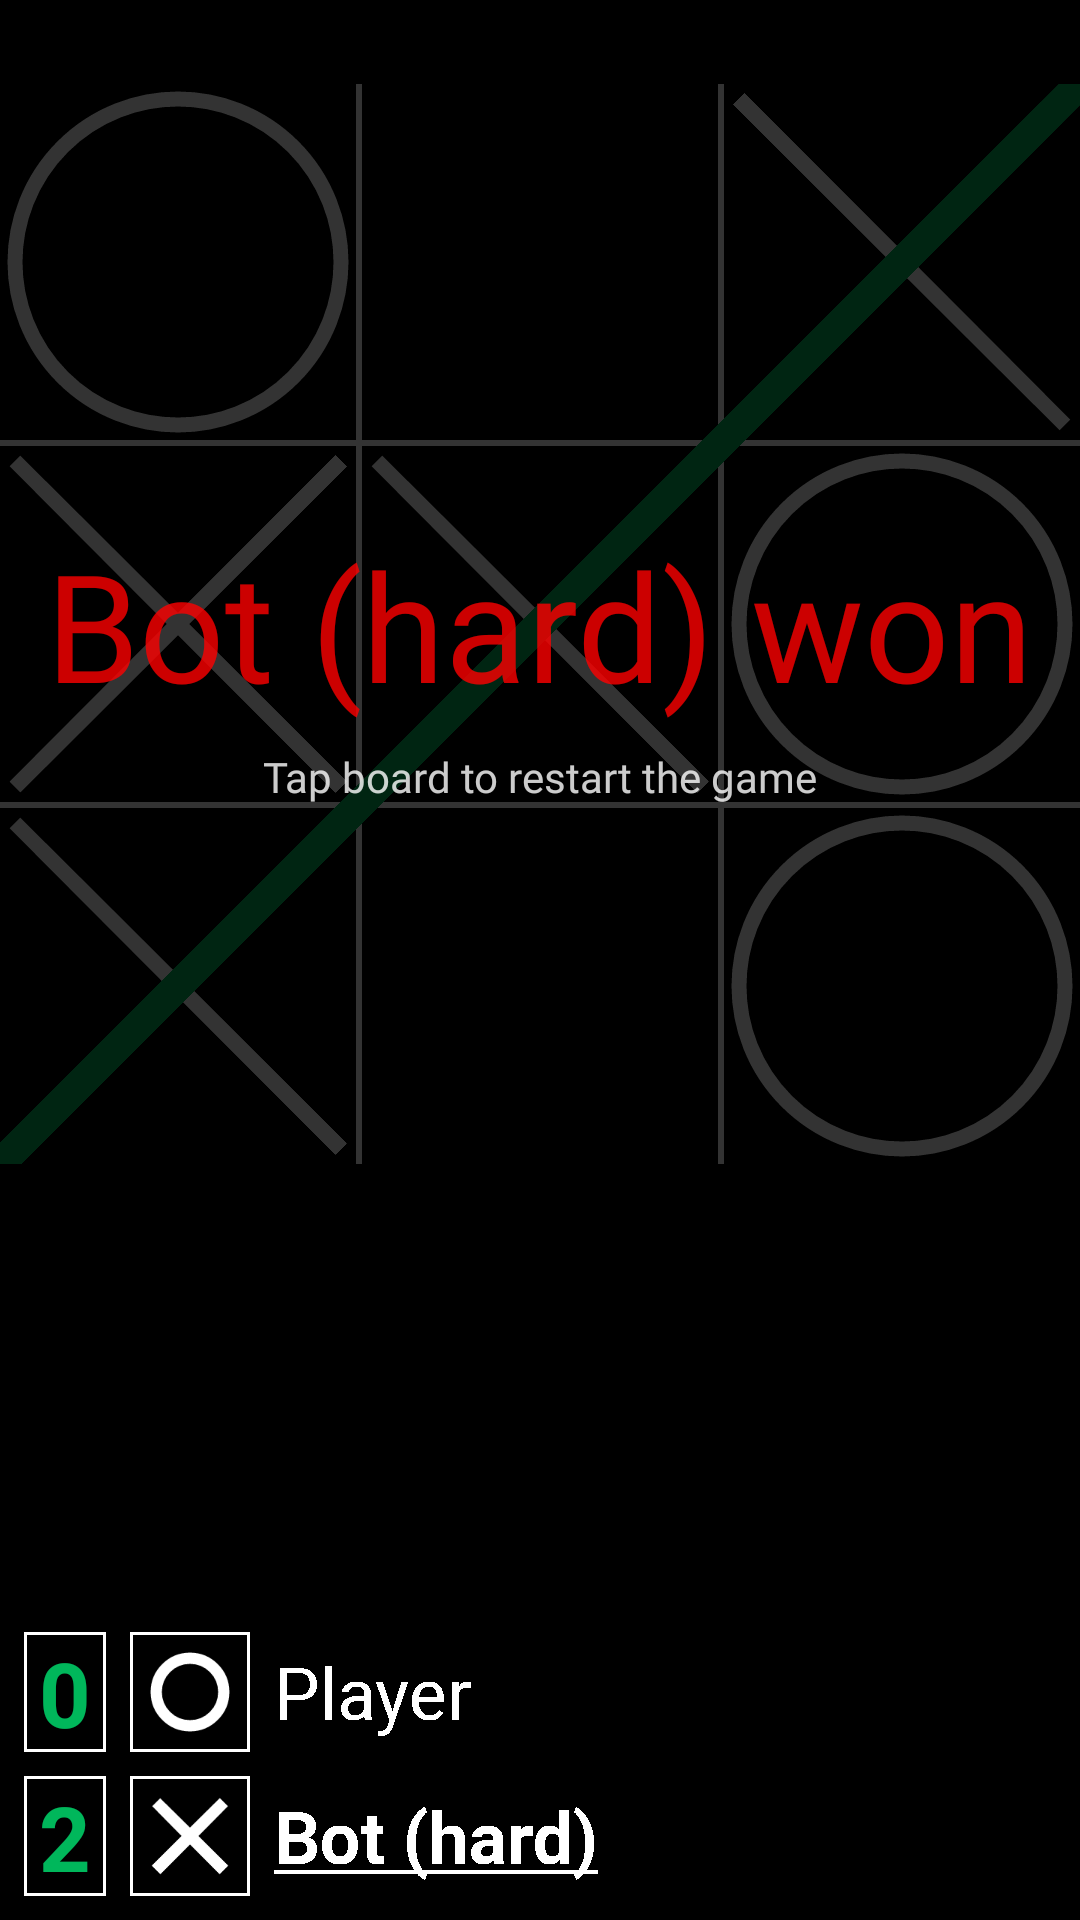 Bot (hard) won
Tap board to restart the game
0 Player
2 Bot (hard)